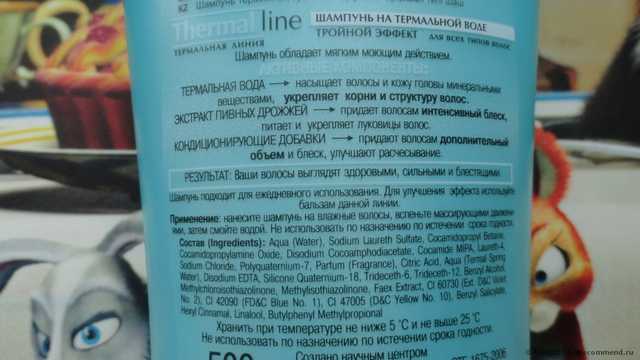 KZ Шампунь
Thermal line ШАМПУНЬ НА ТЕРМАЛЬНОЙ ВОДЕ
ТЕРМАЛЬНАЯ ЛИНИЯ ТРОЙНОЙ ЭФФЕКТ для всех типов волос
Шампунь обладает мягким моющим действием.
АКТИВНЫЕ КОМПОНЕНТЫ:
ТЕРМАЛЬНАЯ ВОДА → насыщает волосы и кожу головы минеральными
веществами, укрепляет корни и структуру волос.
ЭКСТРАКТ ПИВНЫХ ДРОЖЖЕЙ → придает волосам интенсивный блеск,
питает и укрепляет луковицы волос.
КОНДИЦИОНИРУЮЩИЕ ДОБАВКИ → придают волосам дополнительный
объем и блеск, улучшают расчесывание.
РЕЗУЛЬТАТ: Ваши волосы выглядят здоровыми, сильными и блестящими.
Шампунь подходит для ежедневного использования. Для улучшения эффекта используйте
бальзам данной линии.
Применение: нанесите шампунь на влажные волосы, вспеньте массирующими движени-
ями, затем смойте водой. Не использовать по назначению по истечении срока годности.
Состав (Ingredients): Aqua (Water), Sodium Laureth Sulfate, Cocamidopropyl Betaine,
Cocamidopropylamine Oxide, Disodium Cocoamphodiacetate, Cocamide MIPA, Laureth-4,
Sodium Chloride, Polyquaternium-7, Parfum (Fragrance), Citric Acid, Aqua (Termal Spring
Water), Disodium EDTA, Silicone Quaternium-18, Trideceth-6, Trideceth-12, Benzyl Alcohol,
Methylchloroisothiazolinone, Methylisothiazolinone, Faex Extract, CI 60730 (Ext. D&C Violet
No. 2), CI 42090 (FD&C Blue No. 1), CI 47005 (D&C Yellow No. 10), Benzyl Salicylate,
Hexyl Cinnamal, Linalool, Butylphenyl Methylpropional
Хранить при температуре не ниже 5 °С и не выше 25 °С
Не использовать по назначению по истечении срока годности.
500 Создано научным центром